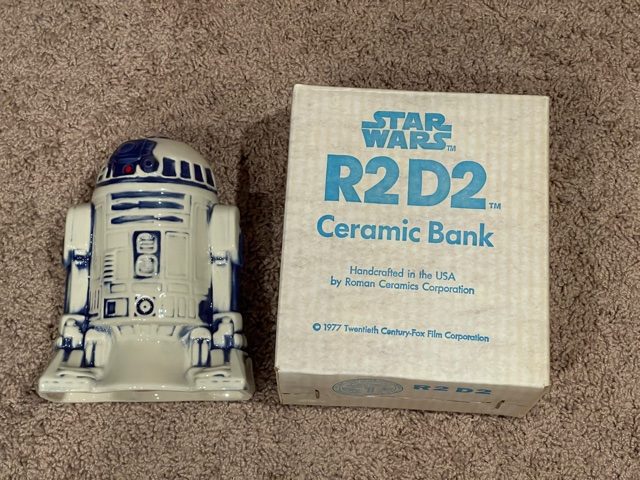 STAR
WARS™
R2D2™
Ceramic Bank
Handcrafted in the USA
by Roman Ceramics Corporation
© 1977 Twentieth Century-Fox Film Corporation
R2D2